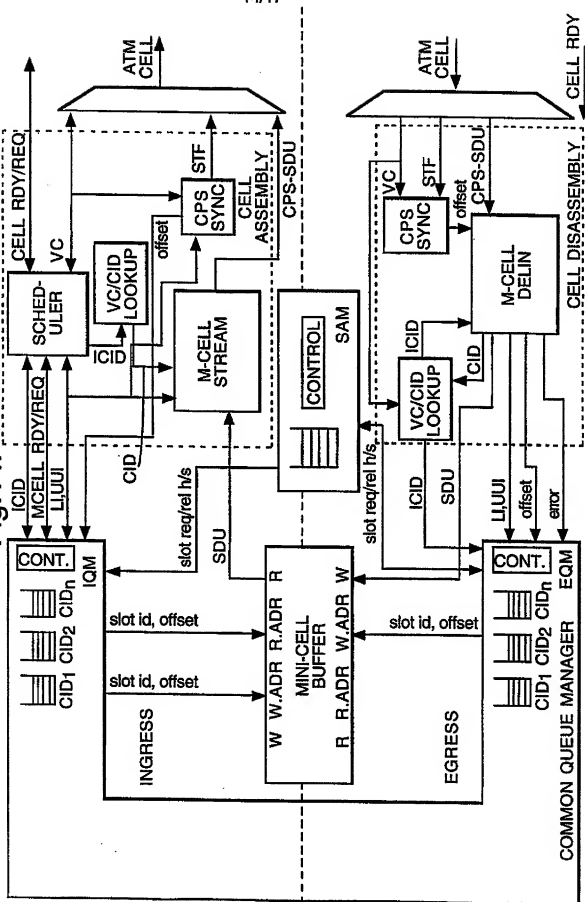 ATM
CELL
CELL RDY/REQ
VC
SCHED-
ULER
VC/CID
LOOKUP
offset
STF
CPS
SYNC
CELL
ASSEMBLY
CPS-SDU
ICID
M-CELL
STREAM
CID
ICID
MCELL RDY/REQ
LI,UUI
CONT.
IQM
CID1 CID2 CIDn
slot req/rel h/s
SDU
slot id, offset
slot id, offset
INGRESS
CONTROL
SAM
W W.ADR R.ADR R
MINI-CELL
BUFFER
R R.ADR W.ADR W
slot id, offset
EGRESS
slot req/rel h/s
ICID
SDU
LI,UUI
offset
error
CONT.
EQM
CID1 CID2 CIDn
COMMON QUEUE MANAGER
ATM
CELL
CELL RDY
VC
STF
CPS-SDU
CPS
SYNC
offset
M-CELL
DELIN
CELL DISASSEMBLY
VC/CID
LOOKUP
ICID
CID